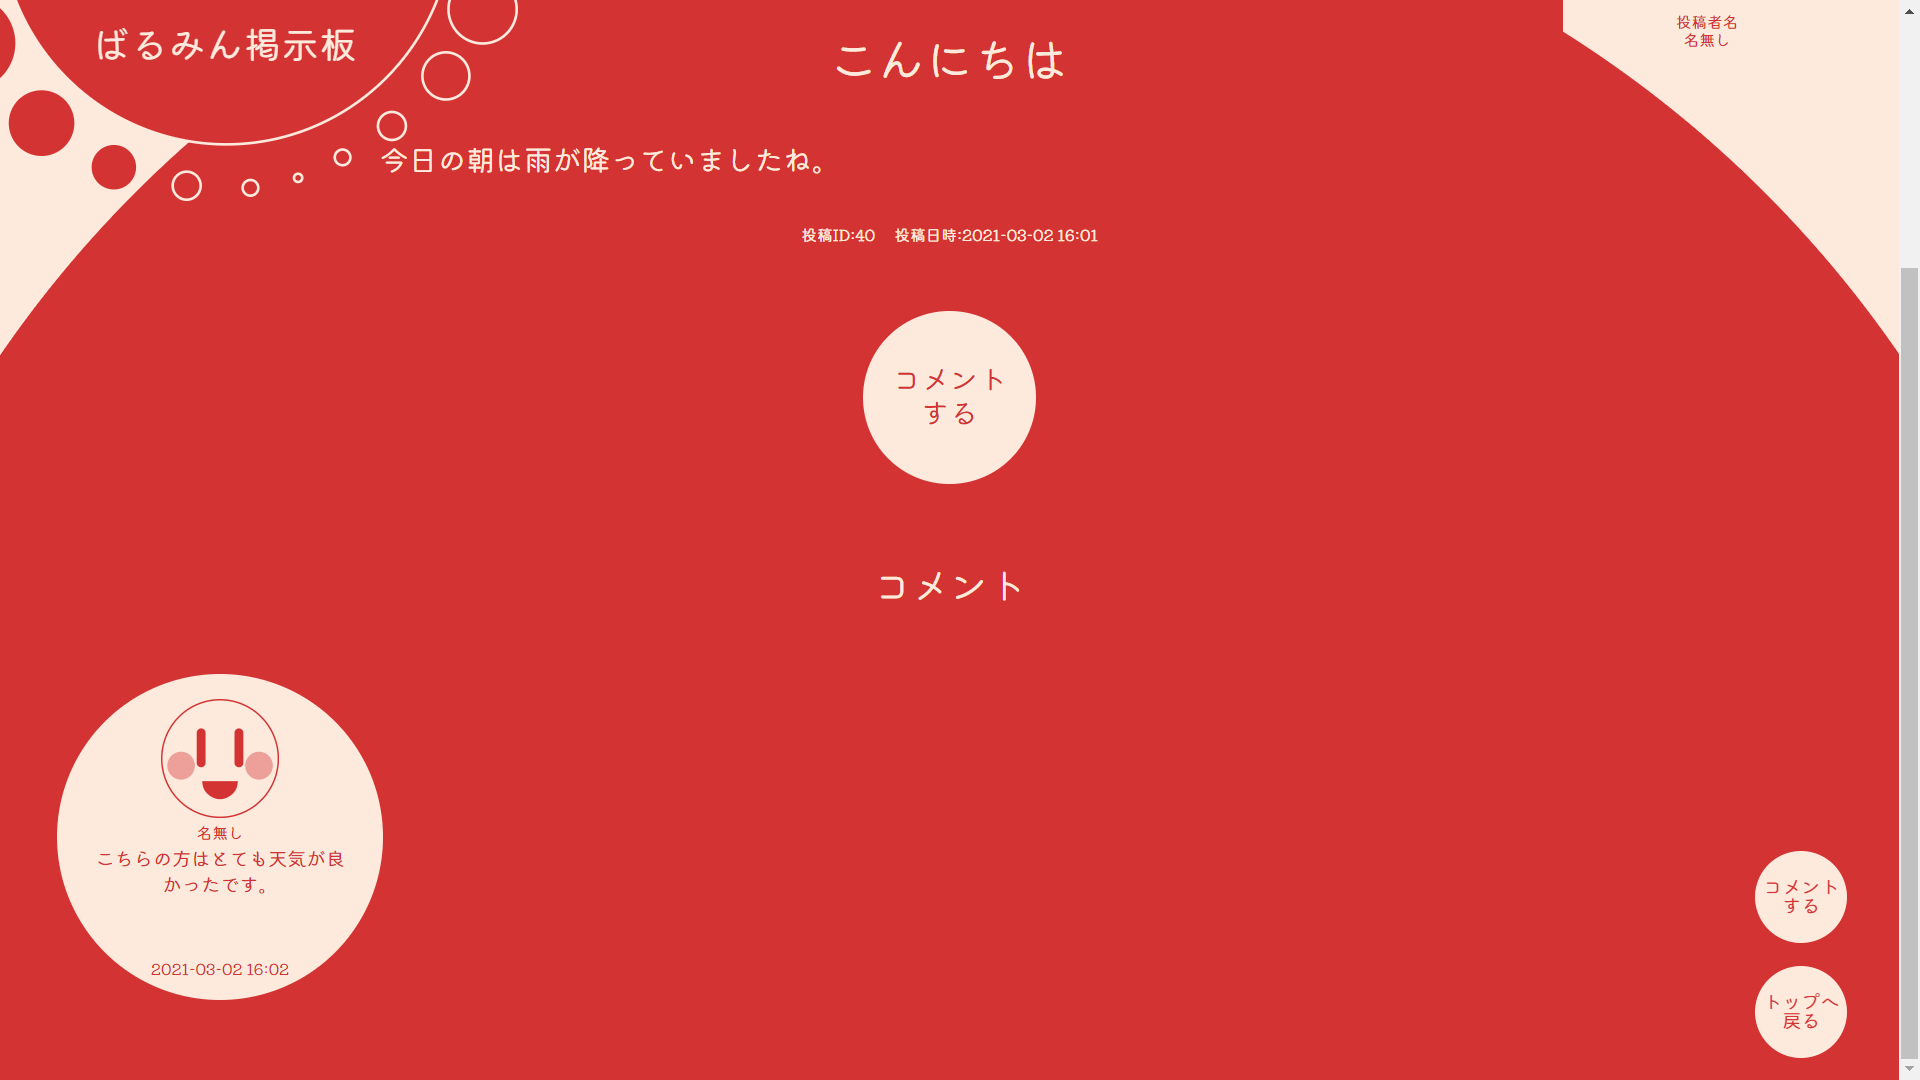 ばるみん掲示板
こんにちは
投稿者名
名無し
今日の朝は雨が降っていましたね。
投稿ID:40 投稿日時:2021-03-02 16:01
コメント
する
コメント
名無し
こちらの方はとても天気が良
かったです。
2021-03-02 16:02
コメント
する
トップへ
戻る